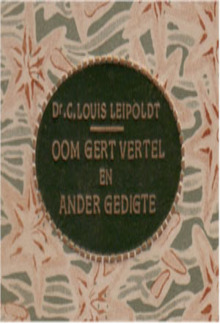 Dr. C. LOUIS LEIPOLDT
OOM GERT VERTEL
EN
ANDER GEDIGTE